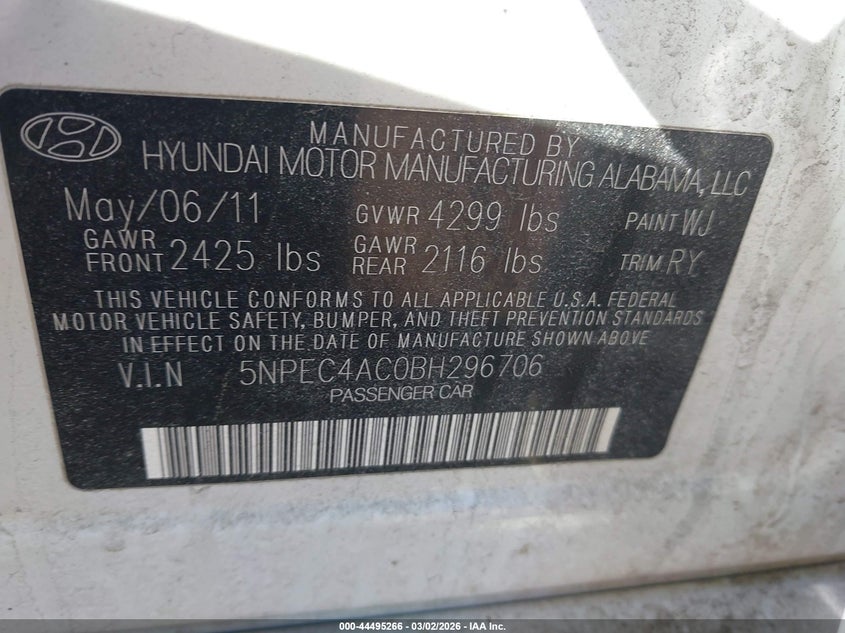 MANUFACTURED BY
HYUNDAI MOTOR MANUFACTURING ALABAMA, LLC
May/06/11 GVWR 4299 lbs PAINT WJ
GAWR FRONT 2425 lbs GAWR REAR 2116 lbs TRIM RY
THIS VEHICLE CONFORMS TO ALL APPLICABLE U.S.A. FEDERAL
MOTOR VEHICLE SAFETY, BUMPER, AND THEFT PREVENTION STANDARDS
IN EFFECT ON THE DATE OF MANUFACTURE SHOWN ABOVE
V.I.N 5NPEC4AC0BH296706
PASSENGER CAR
000-44495266 - 03/02/2026 - IAA Inc.